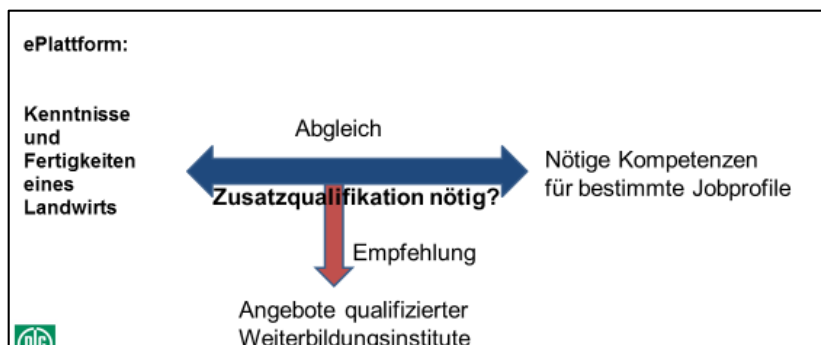 ePlattform:
Kenntnisse
und
Fertigkeiten
eines
Landwirts
Abgleich
Zusatzqualifikation nötig?
Nötige Kompetenzen
für bestimmte Jobprofile
Empfehlung
Angebote qualifizierter
Weiterbildungsinstitute